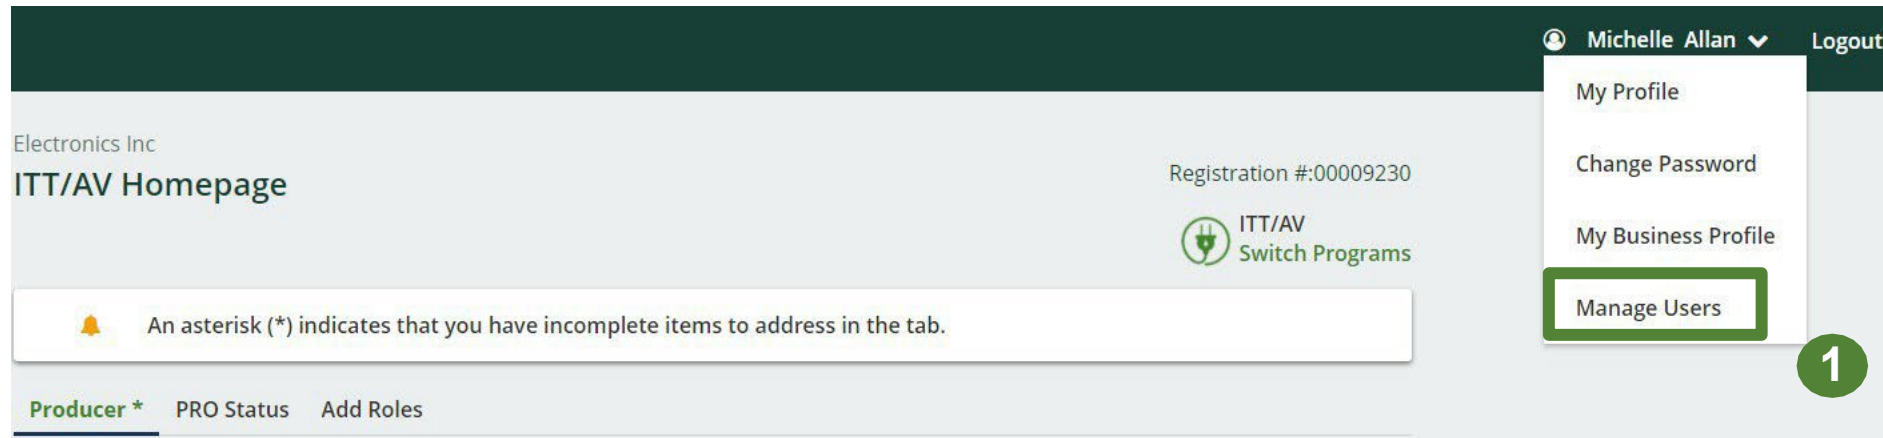 Michelle Allan
Logout
My Profile
Change Password
My Business Profile
Manage Users
1
Electronics Inc
ITT/AV Homepage
Registration #:00009230
ITT/AV
Switch Programs
An asterisk (*) indicates that you have incomplete items to address in the tab.
Producer * PRO Status Add Roles